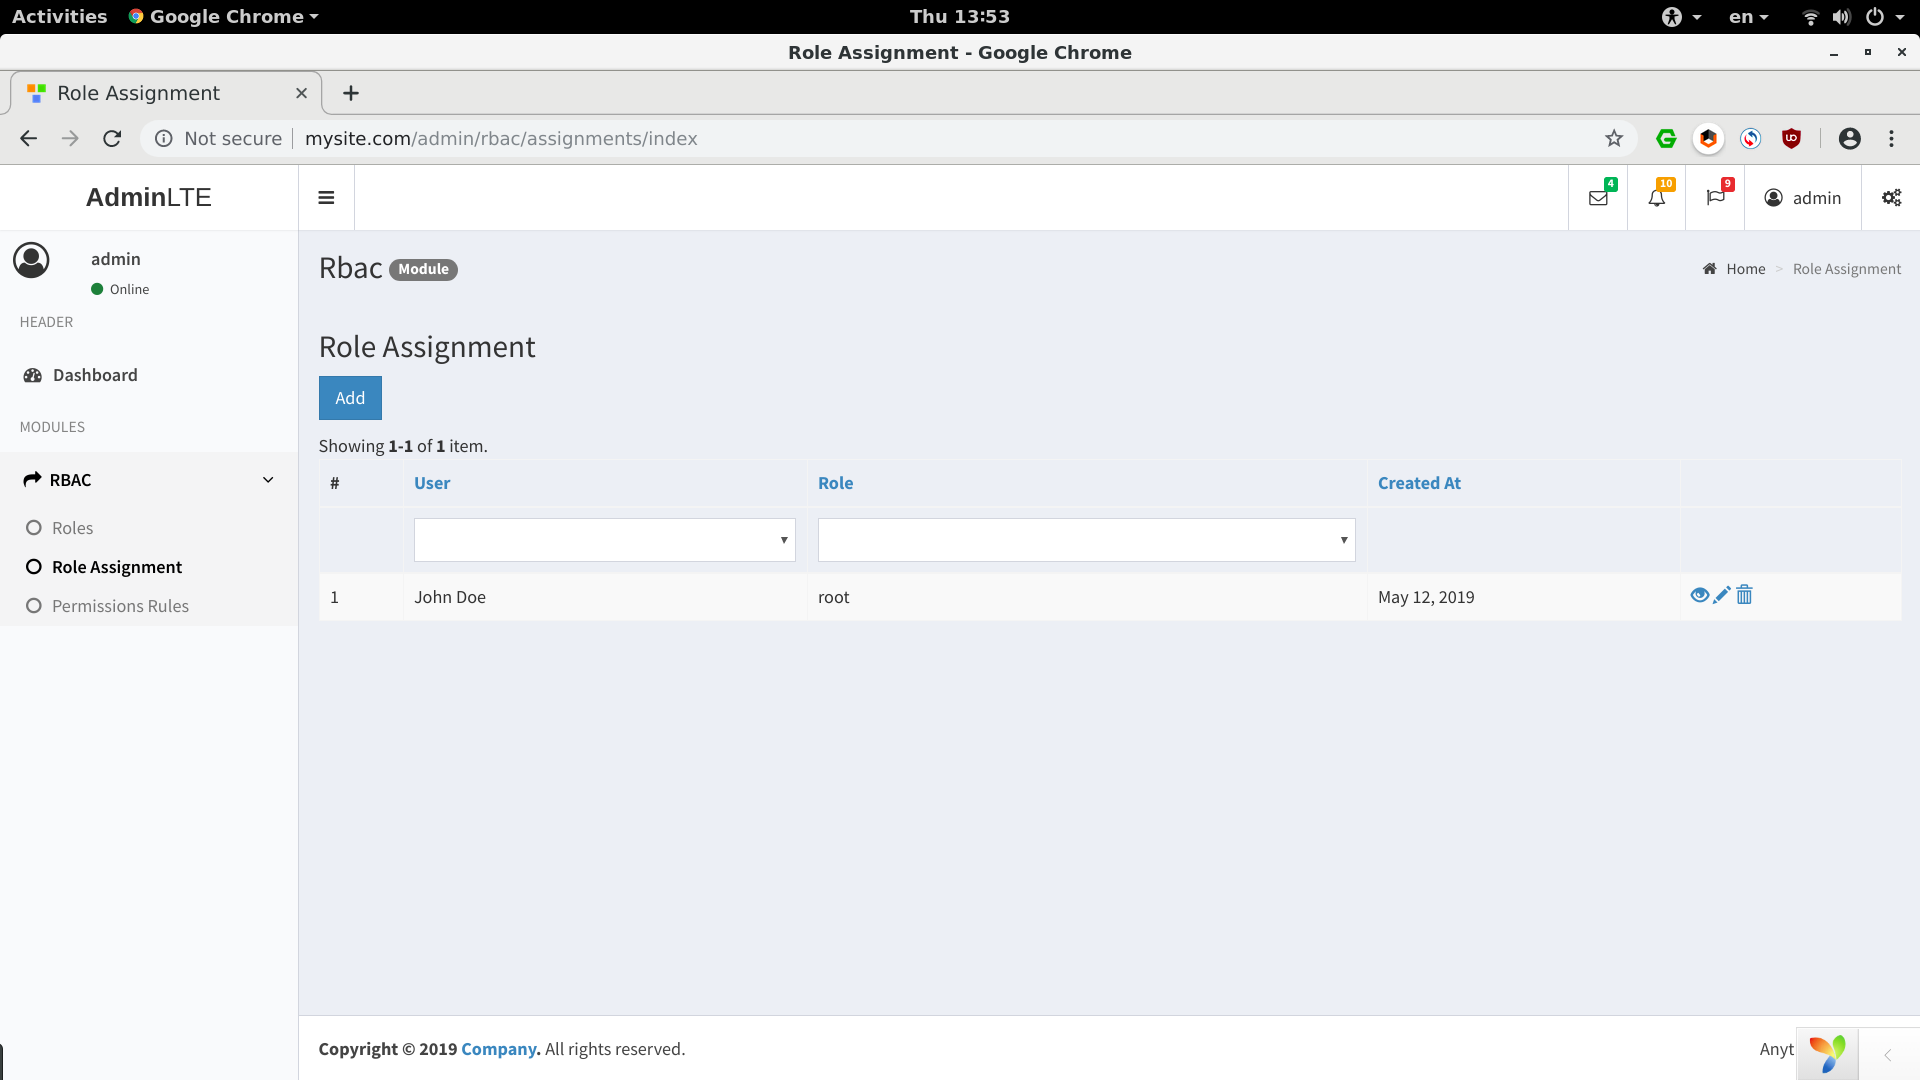 Activities Google Chrome Thu 13:53 en
Role Assignment - Google Chrome
Role Assignment
Not secure mysite.com/admin/rbac/assignments/index
AdminLTE 4 10 9 admin
admin
Online
HEADER
Dashboard
MODULES
RBAC
Roles
Role Assignment
Permissions Rules
Rbac Module Home > Role Assignment
Role Assignment
Add
Showing 1-1 of 1 item.
# User Role Created At
1 John Doe root May 12, 2019
Copyright © 2019 Company. All rights reserved. Anyt